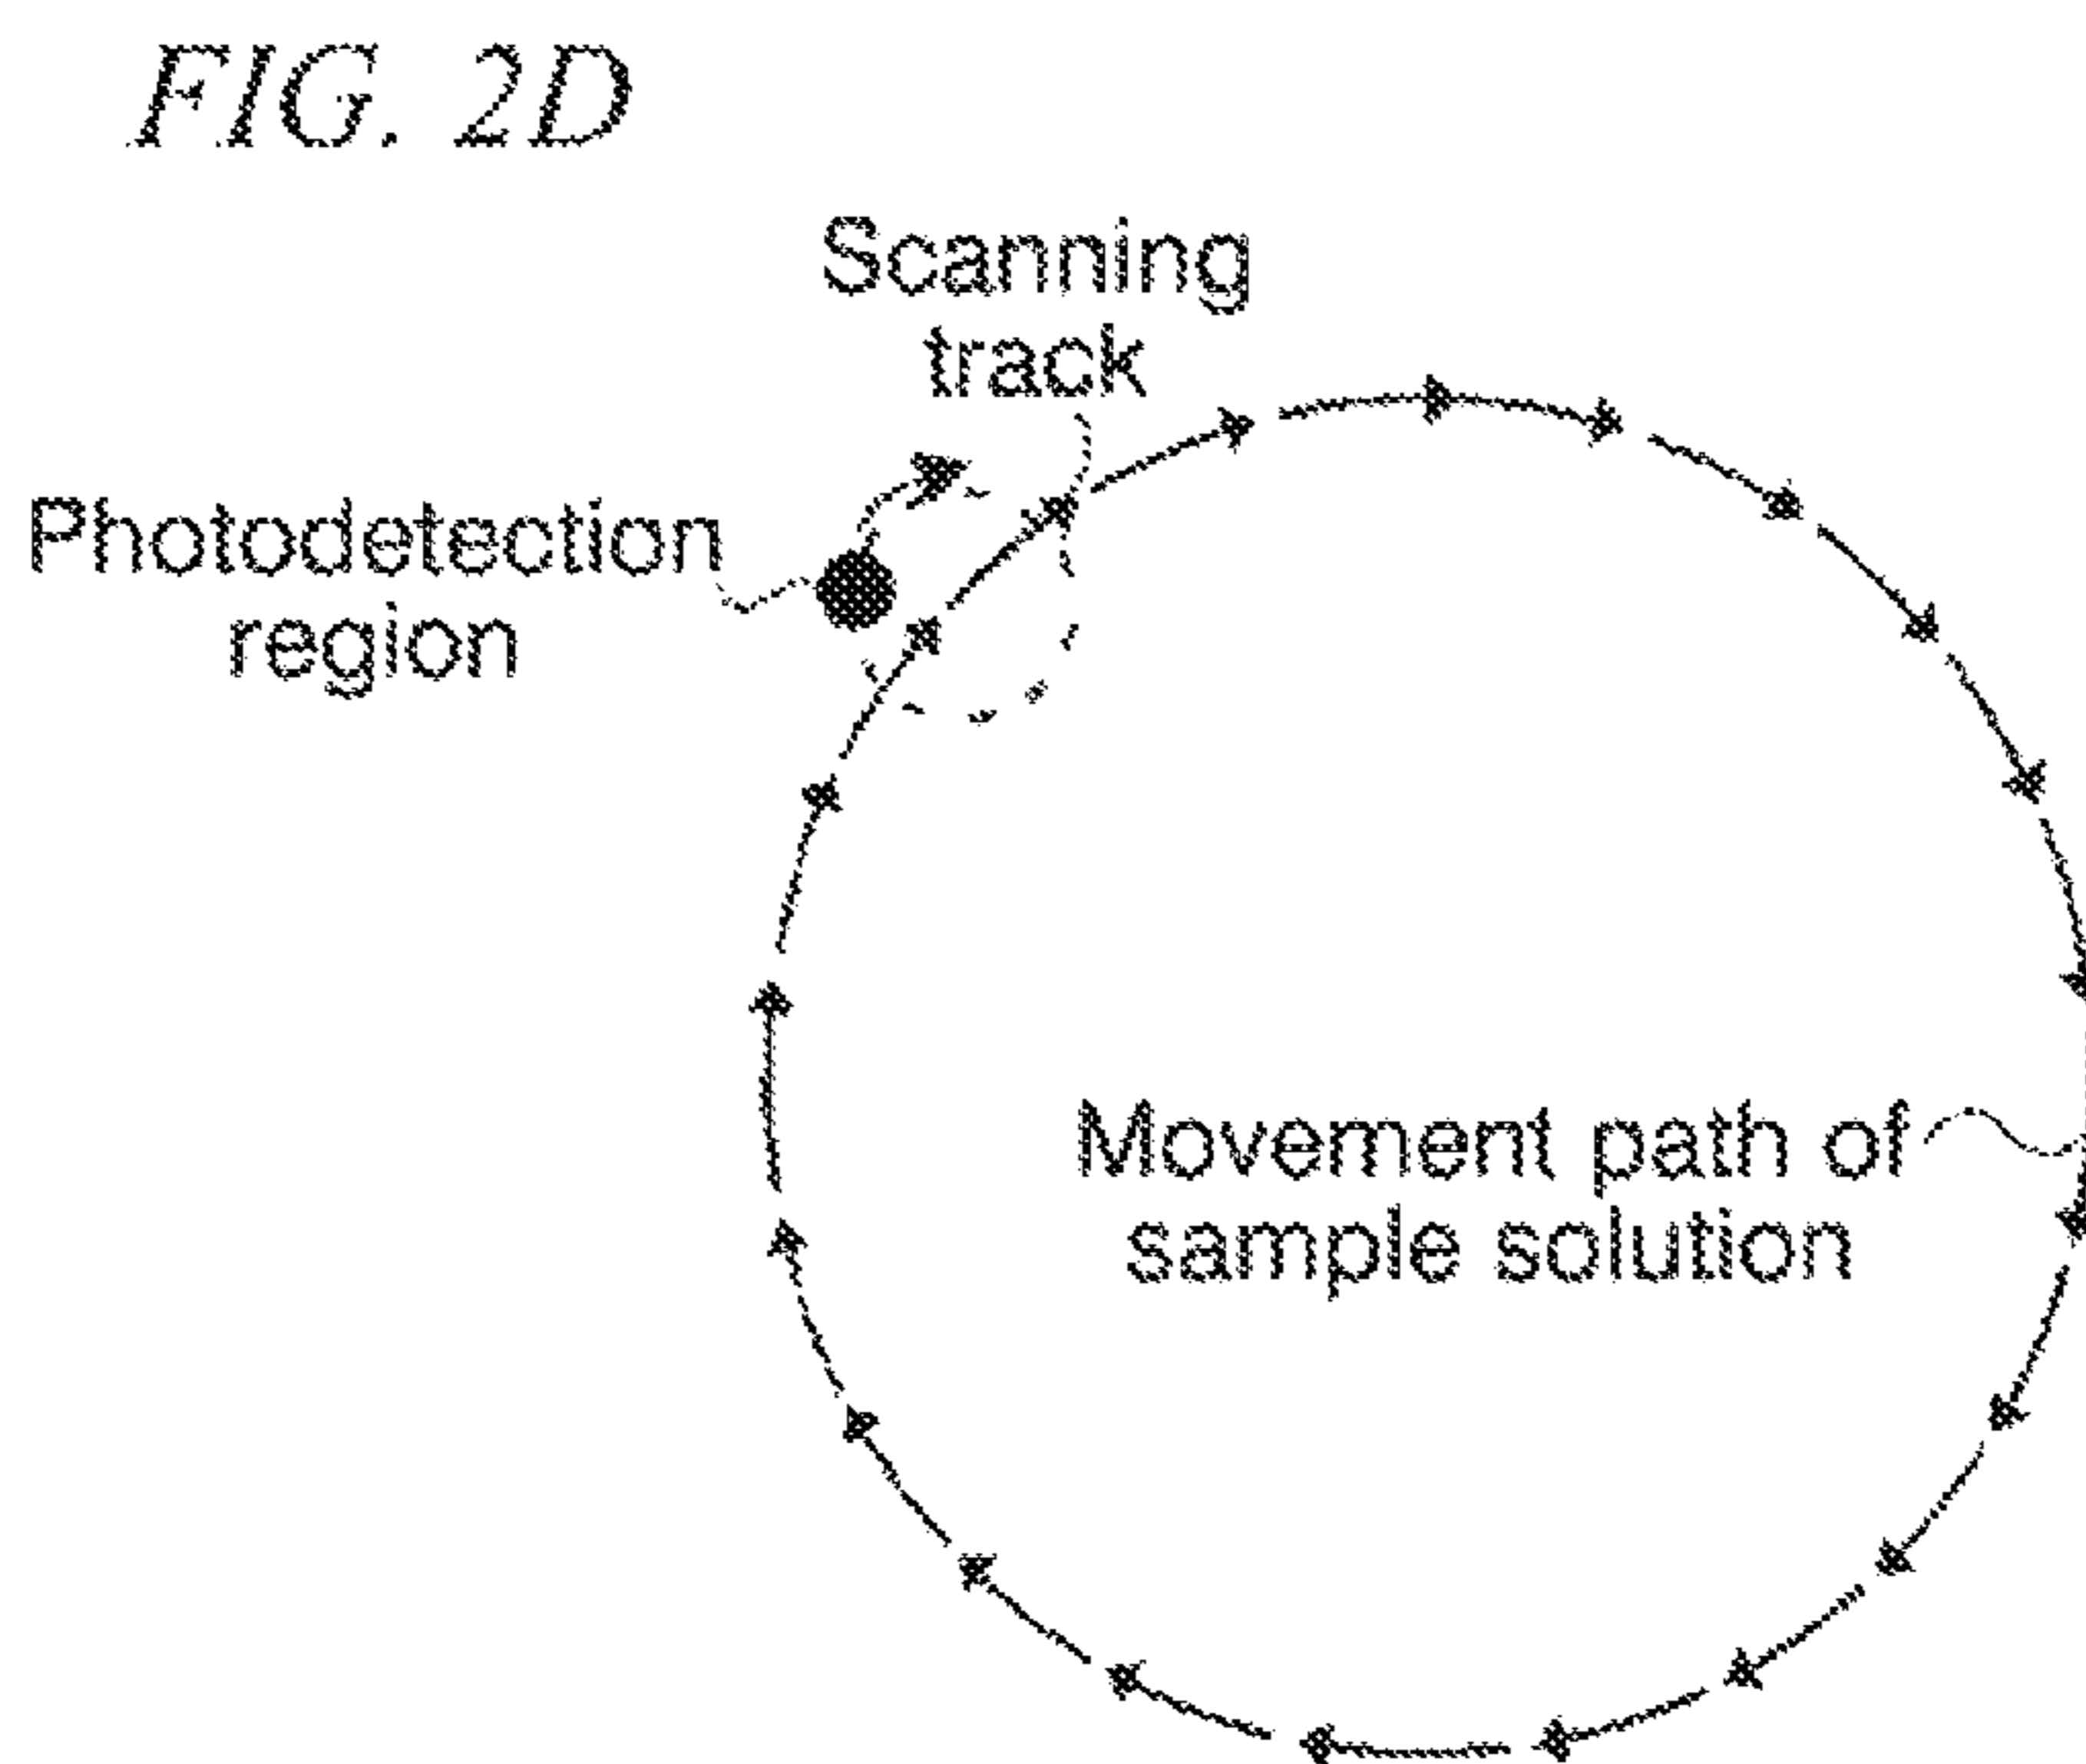 FIG. 2D
Scanning
track
Photodetection
region
Movement path of
sample solution